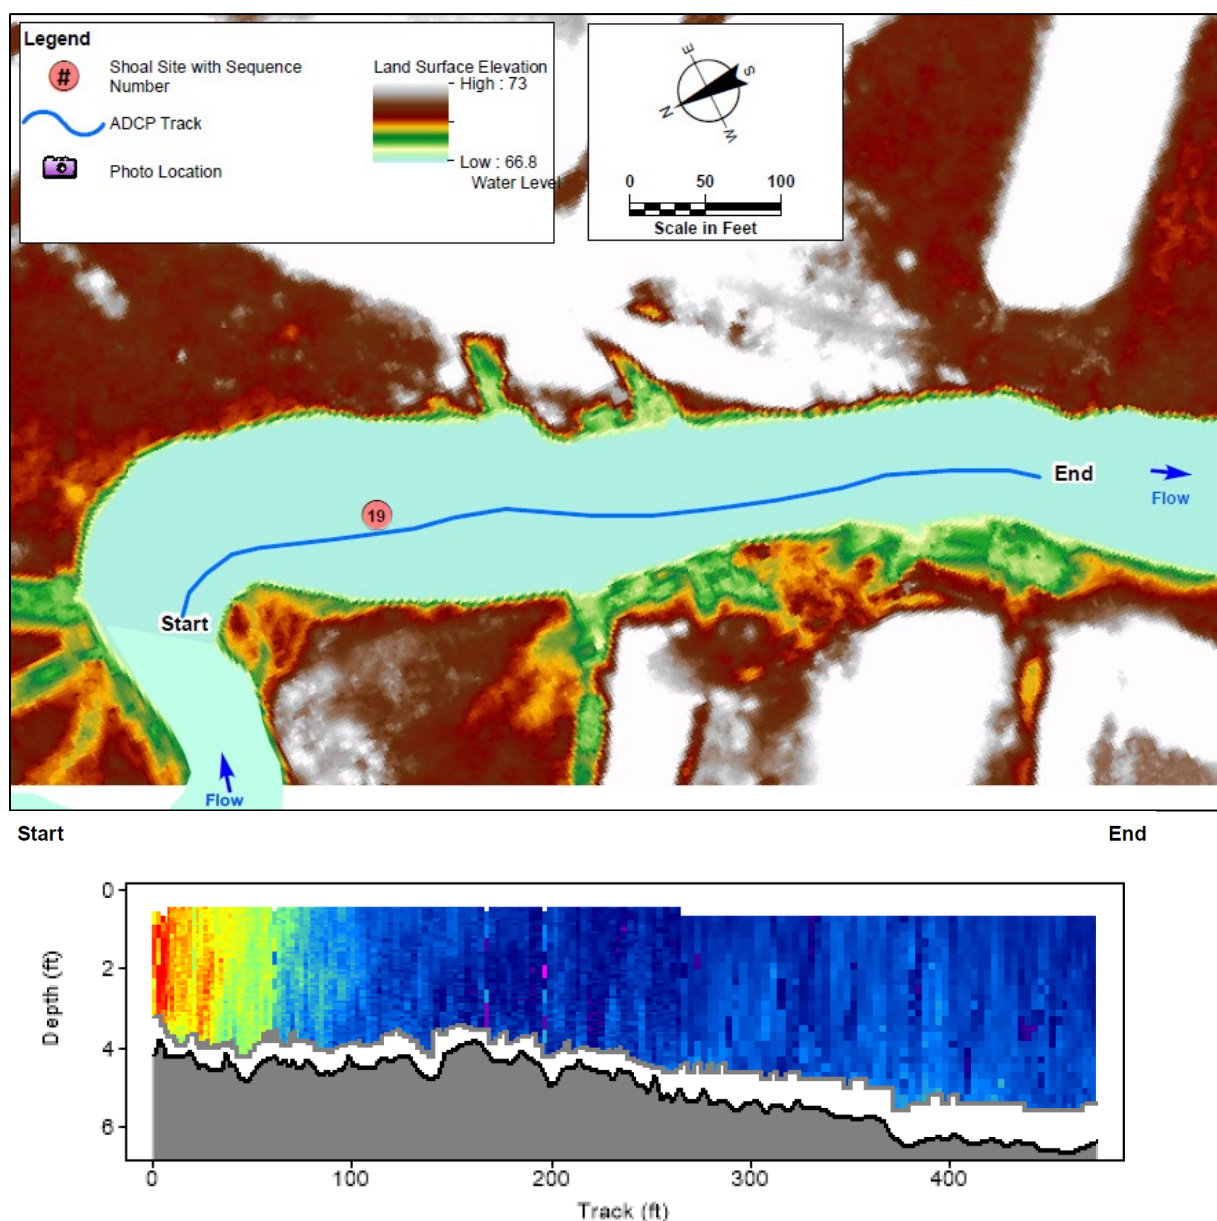 Legend
#
Shoal Site with Sequence
Number
ADCP Track
Photo Location
Land Surface Elevation
High : 73
Low : 66.8
Water Level
E
S
N
W
0 50 100
Scale in Feet
19
Start
End
Flow
Flow
Start
End
0
2
4
6
Depth (ft)
0 100 200 300 400
Track (ft)